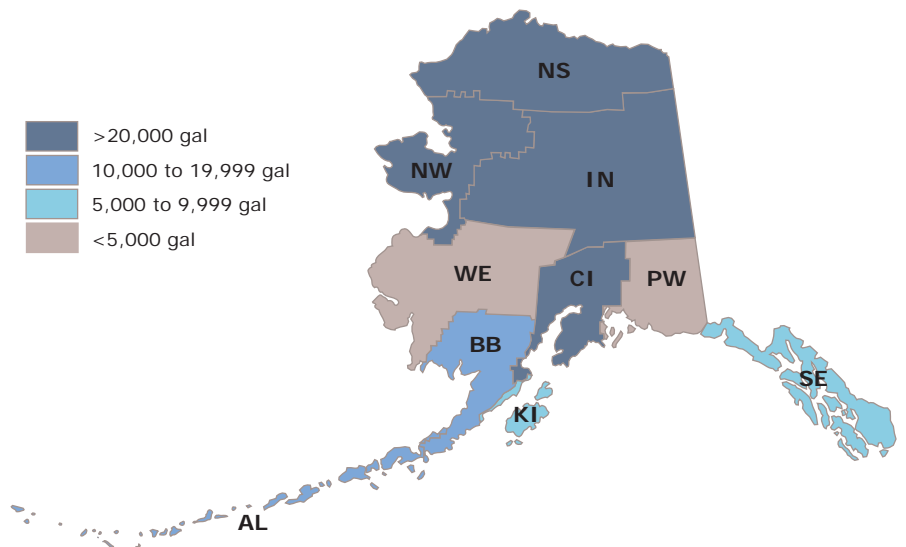 NS
>20,000 gal
10,000 to 19,999 gal
5,000 to 9,999 gal
<5,000 gal
NW
IN
WE
CI
PW
BB
SE
KI
AL